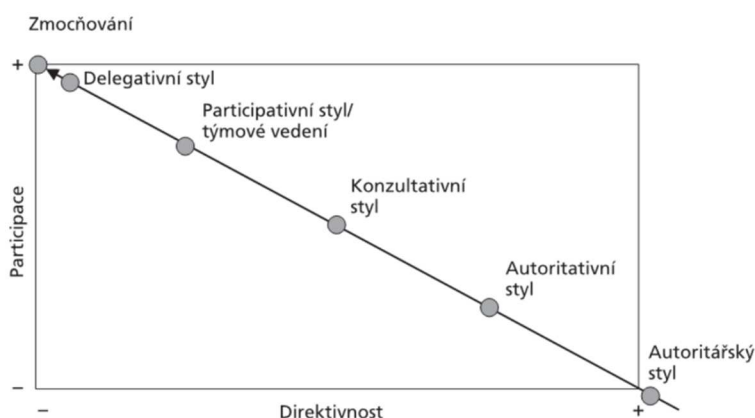 Zmocňování
+
Delegativní styl
Participativní styl/
týmové vedení
Konzultativní
styl
Autoritativní
styl
Autoritářský
styl
Participace
−
−
Direktivnost
+